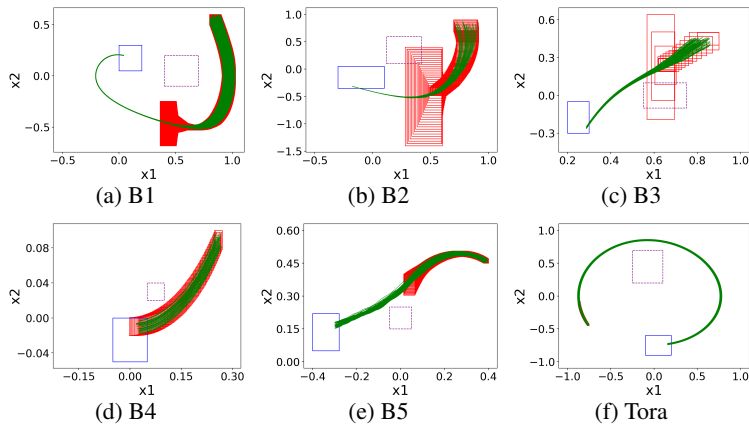 0.5
0.0
−0.5
x2
−0.5 0.0 0.5 1.0
x1
(a) B1
1.0
0.5
0.0
−0.5
−1.0
−1.5
x2
−0.5 0.0 0.5 1.0
x1
(b) B2
0.6
0.3
0.0
−0.3
x2
0.2 0.4 0.6 0.8 1.0
x1
(c) B3
0.08
0.04
0.00
−0.04
x2
0.00 0.15 0.30
x1
(d) B4
0.60
0.45
0.30
0.15
0.00
x2
−0.4 −0.2 0.0 0.2 0.4
x1
(e) B5
1.0
0.5
0.0
−0.5
−1.0
x2
−1.0 −0.5 0.0 0.5 1.0
x1
(f) Tora